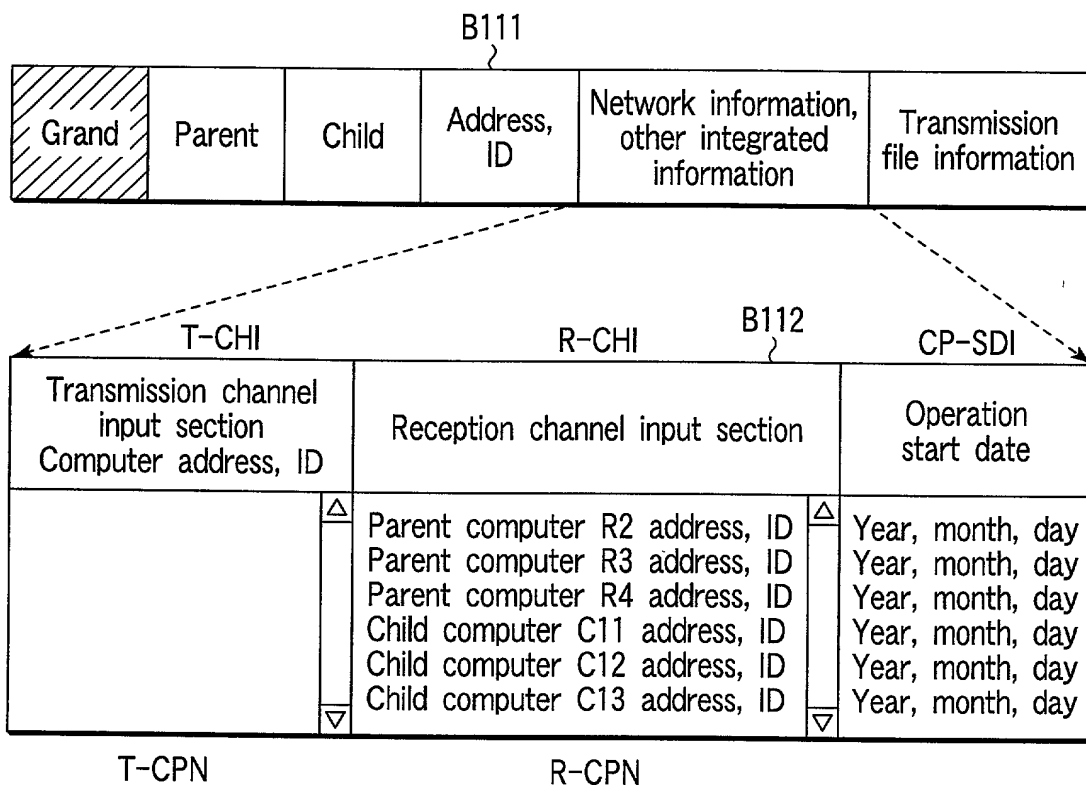 B111
Grand
Parent
Child
Address,
ID
Network information,
other integrated
information
Transmission
file information
T-CHI
R-CHI
B112
CP-SDI
Transmission channel
input section
Computer address, ID
Reception channel input section
Operation
start date
Parent computer R2 address, ID
Year, month, day
Parent computer R3 address, ID
Year, month, day
Parent computer R4 address, ID
Year, month, day
Child computer C11 address, ID
Year, month, day
Child computer C12 address, ID
Year, month, day
Child computer C13 address, ID
Year, month, day
T-CPN
R-CPN